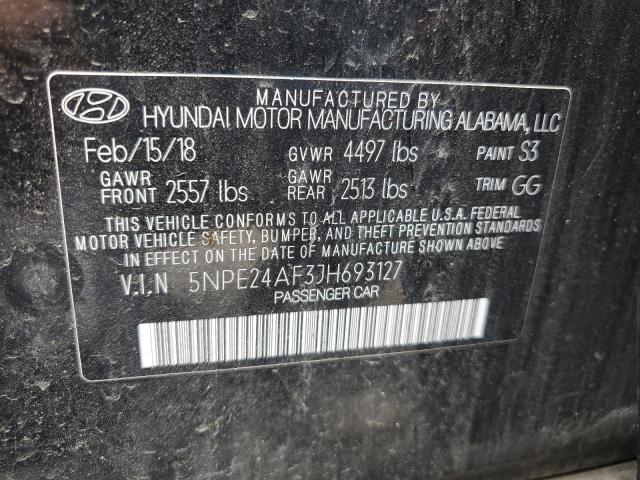 MANUFACTURED BY
HYUNDAI MOTOR MANUFACTURING ALABAMA, LLC
Feb/15/18 GVWR 4497 lbs PAINT S3
GAWR FRONT 2557 lbs GAWR REAR 2513 lbs TRIM GG
THIS VEHICLE CONFORMS TO ALL APPLICABLE U.S.A. FEDERAL
MOTOR VEHICLE SAFETY, BUMPER, AND THEFT PREVENTION STANDARDS
IN EFFECT ON THE DATE OF MANUFACTURE SHOWN ABOVE.
V.I.N 5NPE24AF3JH693127
PASSENGER CAR